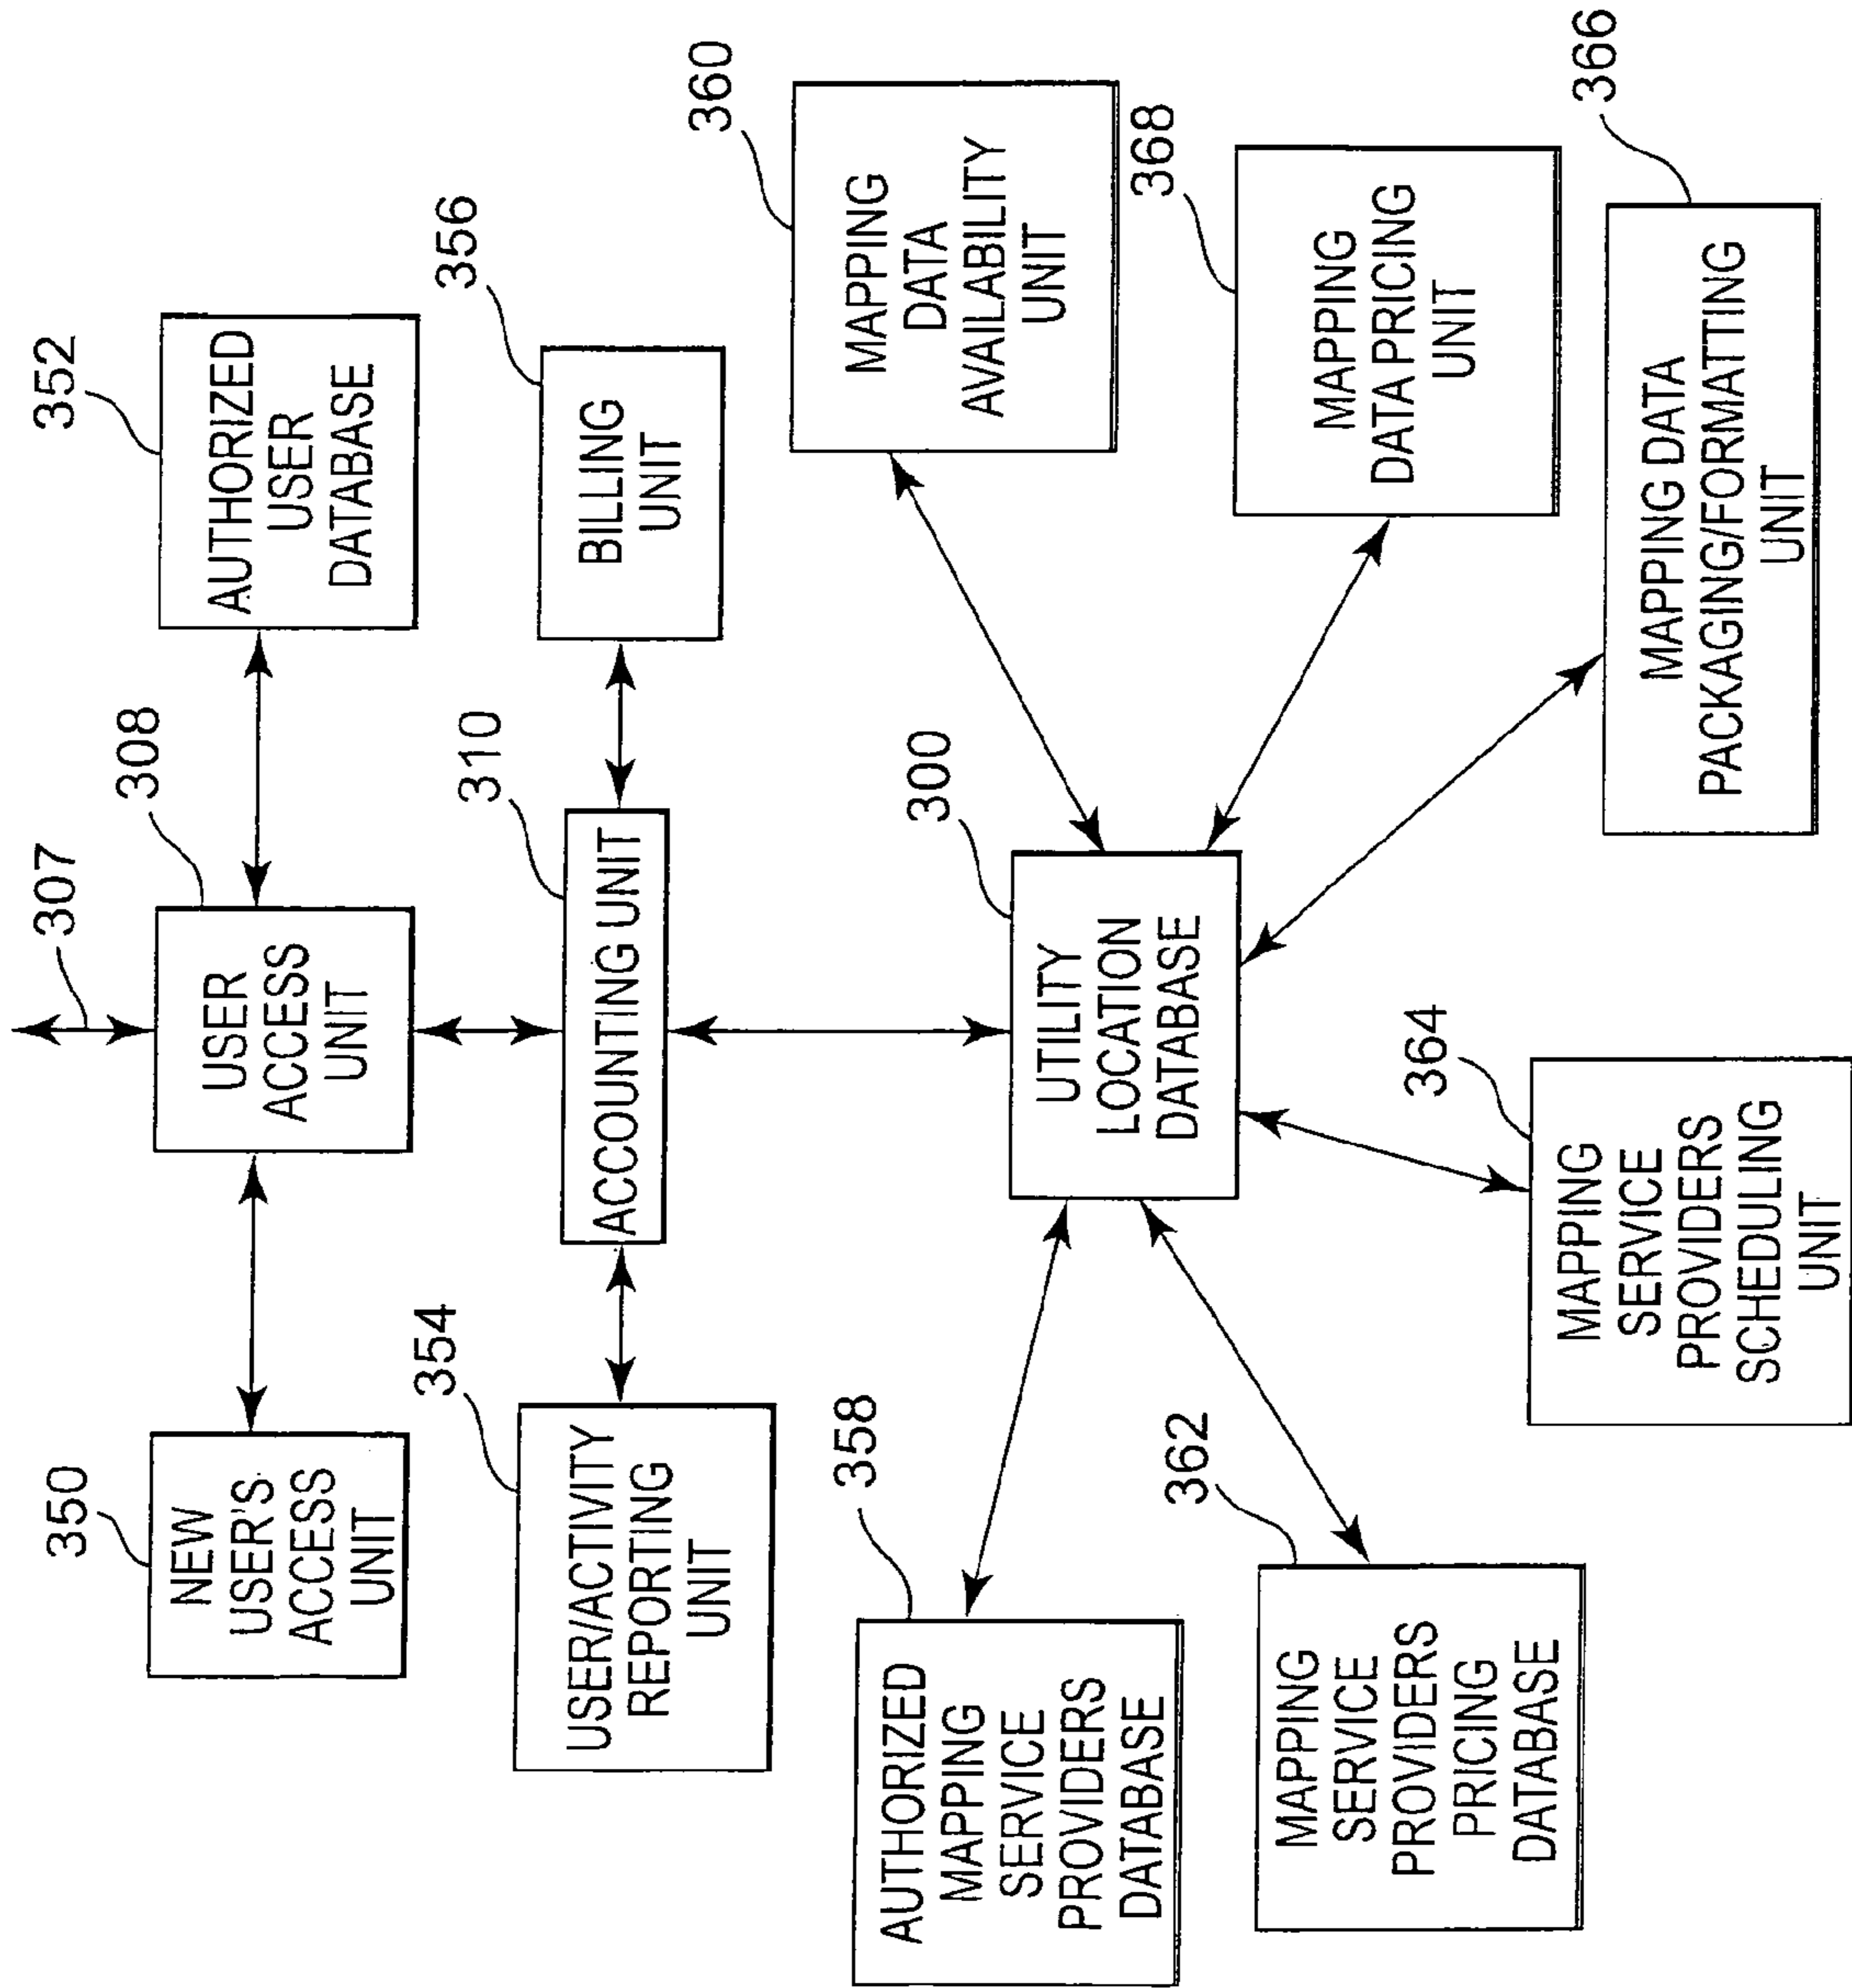 307
350
NEW
USER'S
ACCESS
UNIT
308
USER
ACCESS
UNIT
352
AUTHORIZED
USER
DATABASE
354
USER/ACTIVITY
REPORTING
UNIT
310
ACCOUNTING UNIT
356
BILLING
UNIT
358
AUTHORIZED
MAPPING
SERVICE
PROVIDERS
DATABASE
300
UTILITY
LOCATION
DATABASE
360
MAPPING
DATA
AVAILABILITY
UNIT
362
MAPPING
SERVICE
PROVIDERS
PRICING
DATABASE
364
MAPPING
SERVICE
PROVIDERS
SCHEDULING
UNIT
368
MAPPING
DATA PRICING
UNIT
366
MAPPING DATA
PACKAGING/FORMATTING
UNIT